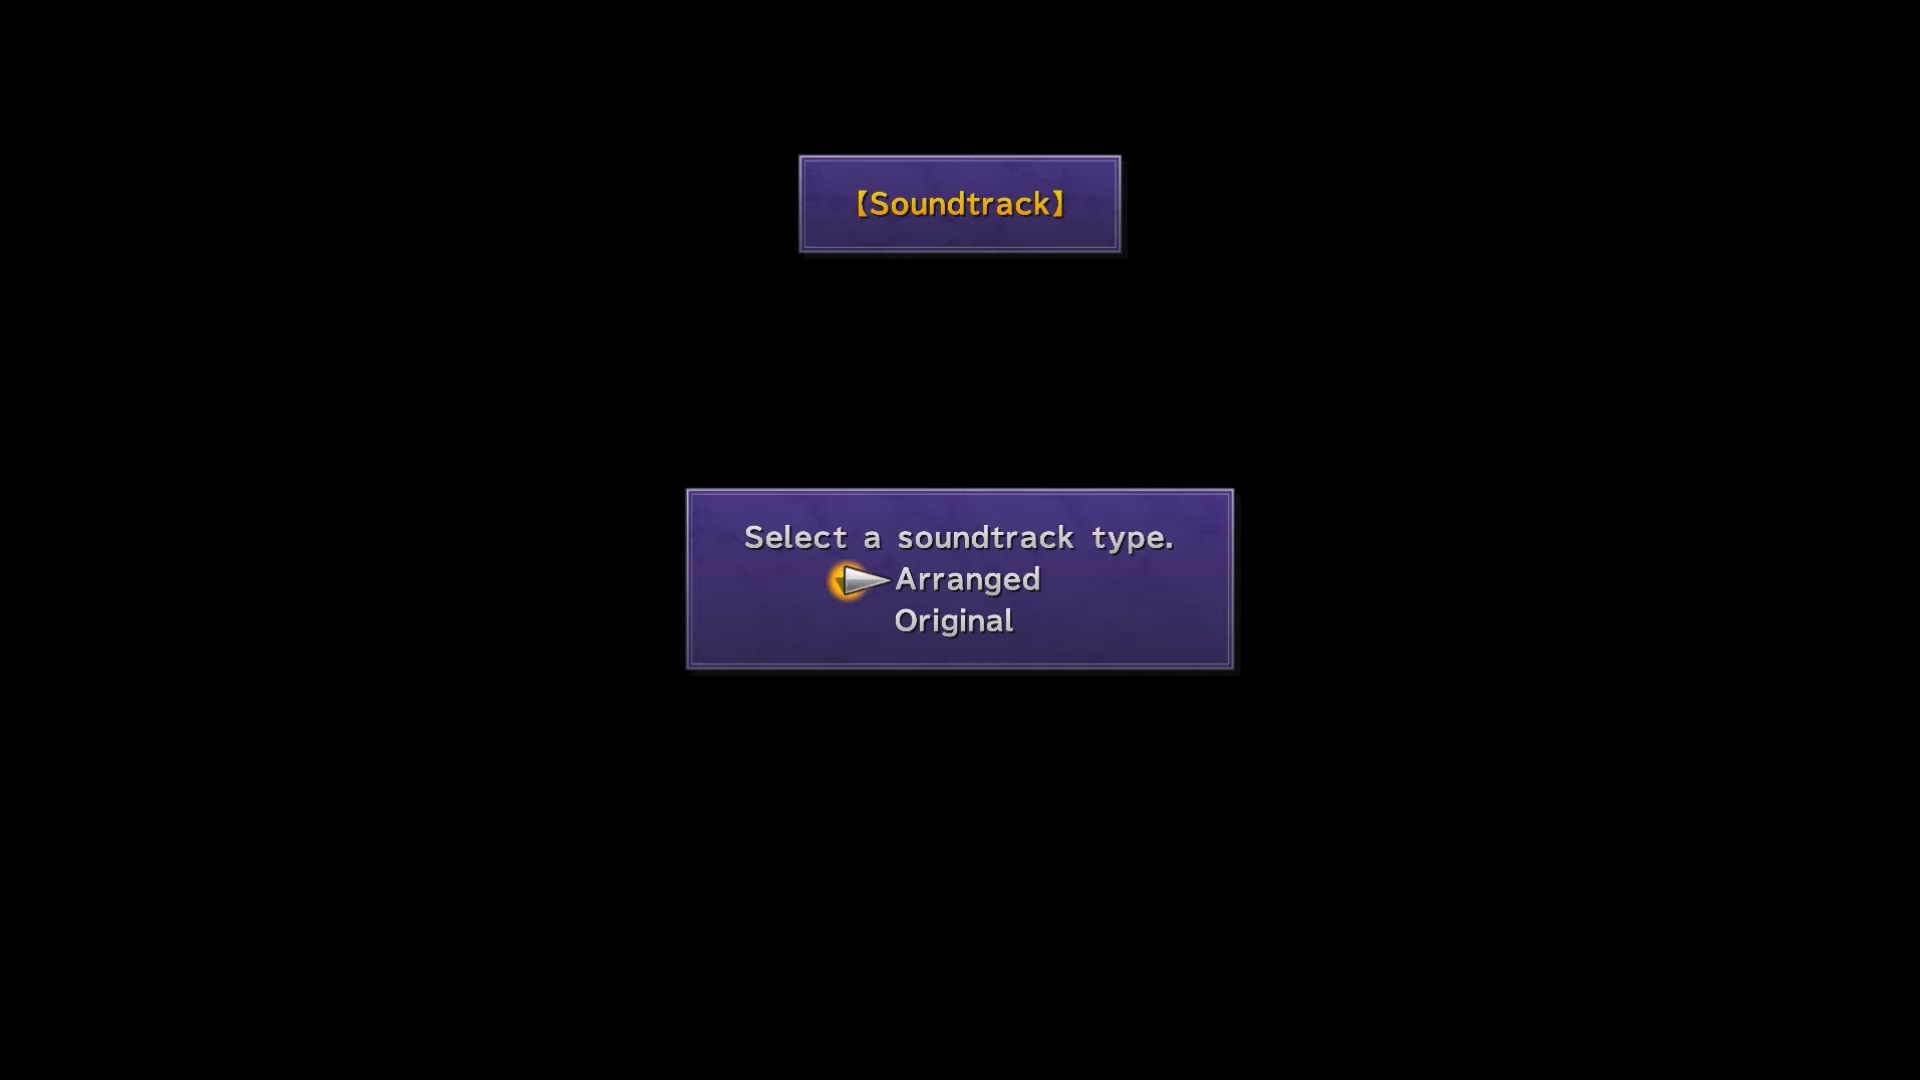 【Soundtrack】
Select a soundtrack type.
Arranged
Original